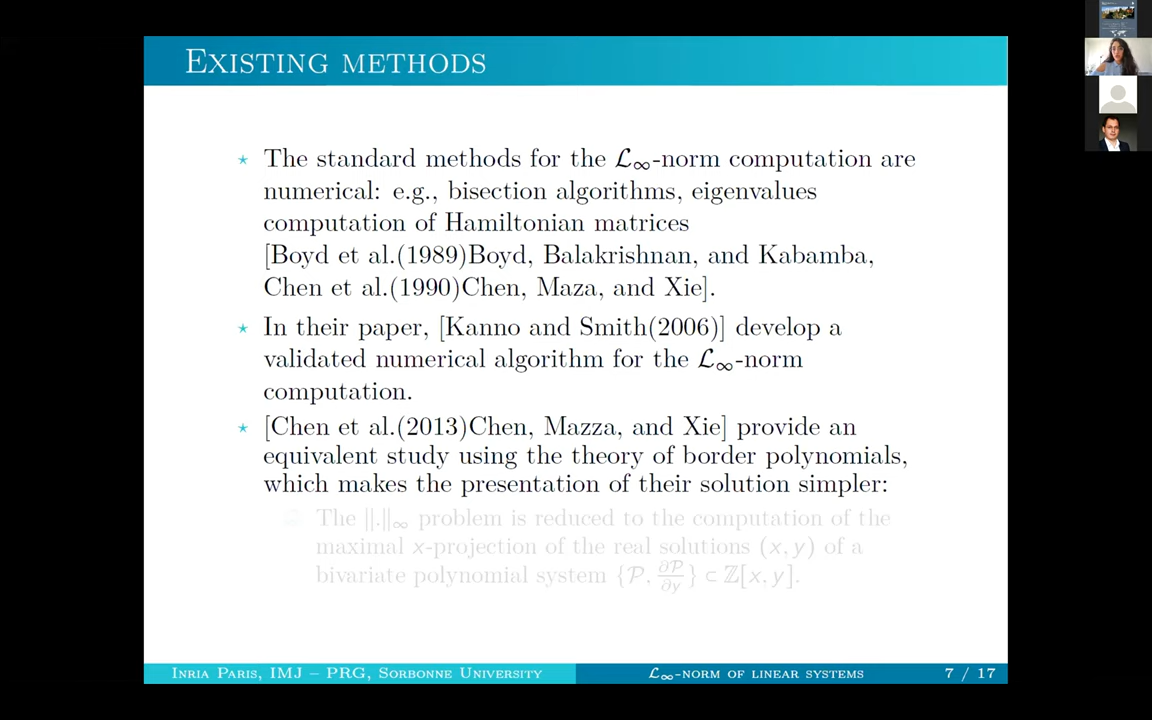 EXISTING METHODS
⋆ The standard methods for the 𝓛∞-norm computation are
numerical: e.g., bisection algorithms, eigenvalues
computation of Hamiltonian matrices
[Boyd et al.(1989)Boyd, Balakrishnan, and Kabamba,
Chen et al.(1990)Chen, Maza, and Xie].
⋆ In their paper, [Kanno and Smith(2006)] develop a
validated numerical algorithm for the 𝓛∞-norm
computation.
⋆ [Chen et al.(2013)Chen, Mazza, and Xie] provide an
equivalent study using the theory of border polynomials,
which makes the presentation of their solution simpler:
The ‖.‖∞ problem is reduced to the computation of the
maximal x-projection of the real solutions (x, y) of a
bivariate polynomial system {𝒫, ∂𝒫/∂y} ⊂ ℤ[x, y].
INRIA PARIS, IMJ – PRG, SORBONNE UNIVERSITY
𝓛∞-NORM OF LINEAR SYSTEMS
7 / 17